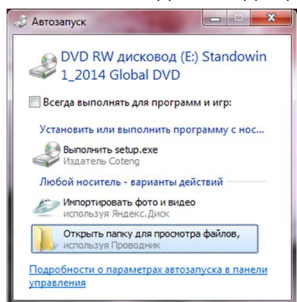 Автозапуск
DVD RW дисковод (E:) Standowin
1_2014 Global DVD
Всегда выполнять для программ и игр:
Установить или выполнить программу с нос...
Выполнить setup.exe
Издатель Coteng
Любой носитель - варианты действий
Импортировать фото и видео
используя Яндекс.Диск
Открыть папку для просмотра файлов,
используя Проводник
Подробности о параметрах автозапуска в панели
управления